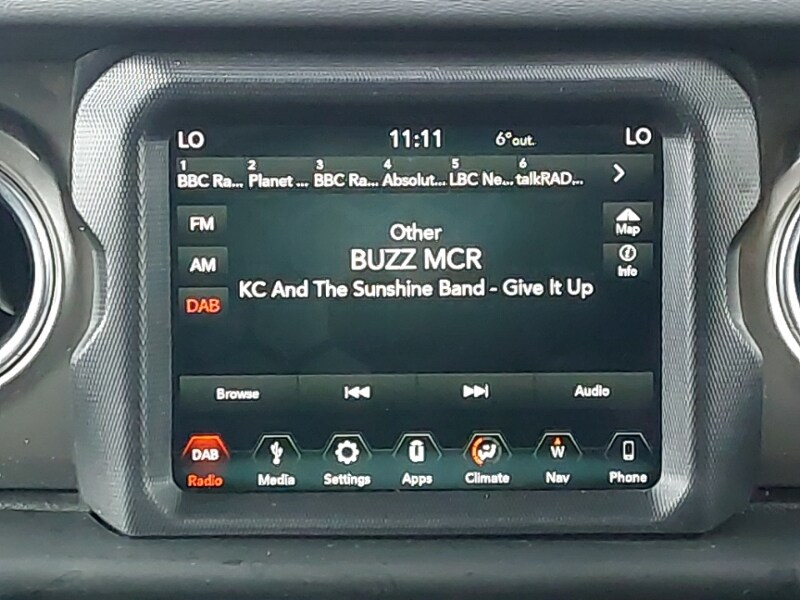 LO 11:11 6°out. LO
1 2 3 4 5 6
BBC Ra... Planet ... BBC Ra... Absolut... LBC Ne... talkRAD...
FM
Other
Map
BUZZ MCR
AM
Info
KC And The Sunshine Band - Give It Up
DAB
Browse Audio
DAB W
Radio Media Settings Apps Climate Nav Phone